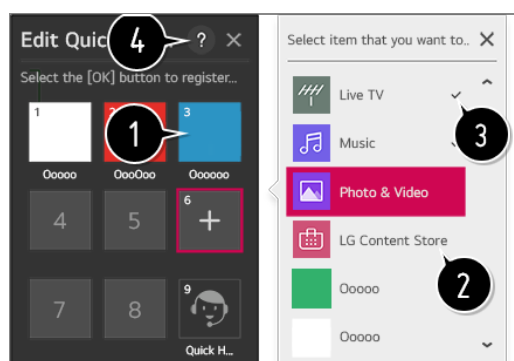 Edit Quic 4 ? ×
Select the [OK] button to register...
1 2 3 1
Ooooo OooOoo Oooooo
4 5 6 +
7 8 9
Quick H...
Select item that you want to.. ×
Live TV
3
Music
Photo & Video
LG Content Store
2
Ooooo
Ooooo